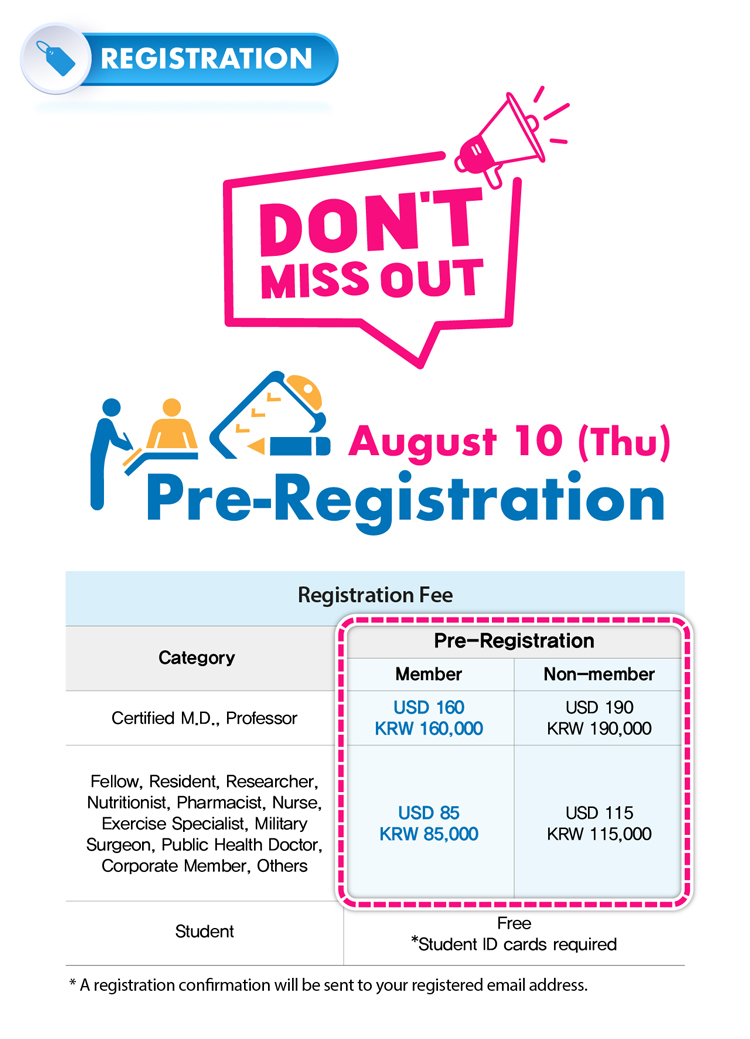 REGISTRATION
DON'T
MISS OUT
August 10 (Thu)
Pre-Registration
Registration Fee
Category
Pre-Registration
Member
Non-member
Certified M.D., Professor
USD 160
KRW 160,000
USD 190
KRW 190,000
Fellow, Resident, Researcher,
Nutritionist, Pharmacist, Nurse,
Exercise Specialist, Military
Surgeon, Public Health Doctor,
Corporate Member, Others
USD 85
KRW 85,000
USD 115
KRW 115,000
Student
Free
*Student ID cards required
* A registration confirmation will be sent to your registered email address.